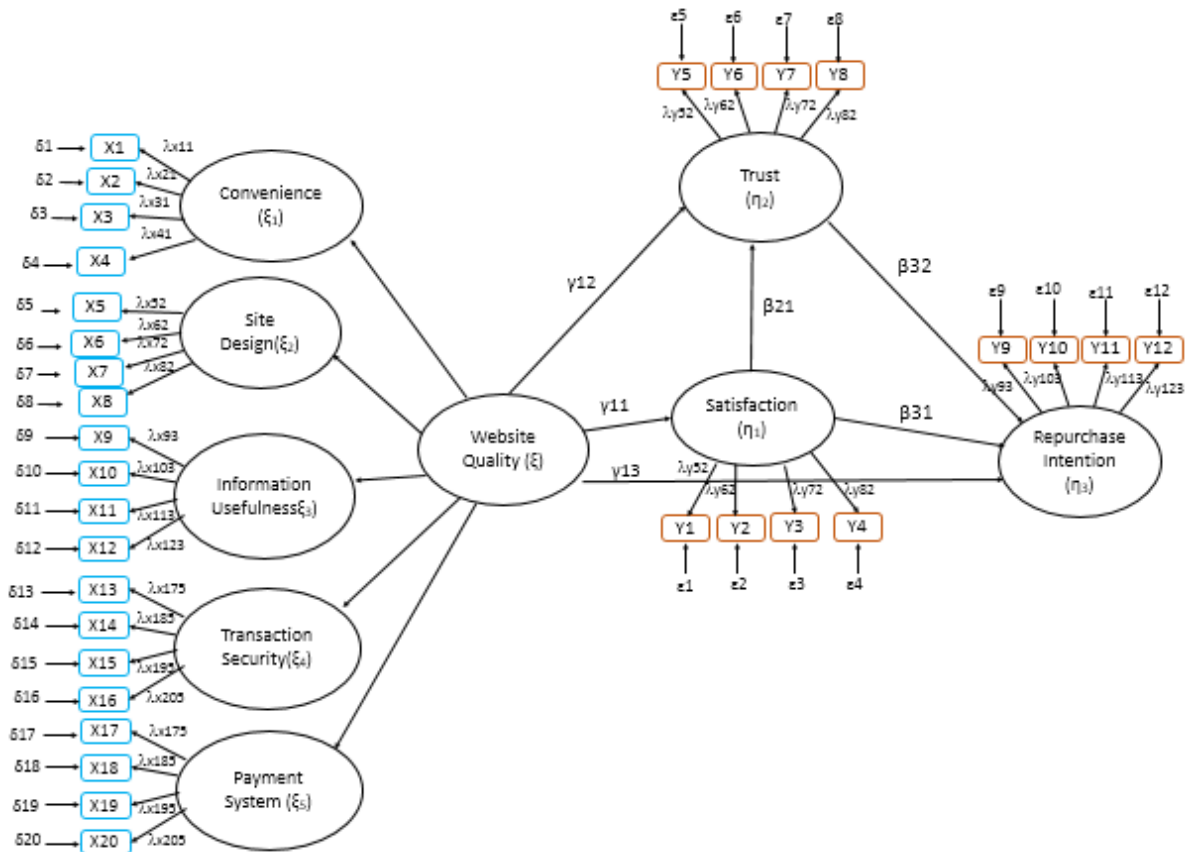 ε5
ε6
ε7
ε8
Y5
Y6
Y7
Y8
λy52
λy62
λy72
λy82
Trust
(η₂)
δ1
X1
λx11
δ2
X2
λx21
δ3
X3
λx31
δ4
X4
λx41
Convenience
(ξ₁)
δ5
X5
λx52
δ6
X6
λx62
δ7
X7
λx72
δ8
X8
λx82
Site
Design(ξ₂)
δ9
X9
λx93
δ10
X10
λx103
δ11
X11
λx113
δ12
X12
λx123
Information
Usefulnessξ₃)
δ13
X13
λx175
δ14
X14
λx185
δ15
X15
λx195
δ16
X16
λx205
Transaction
Security(ξ₄)
δ17
X17
λx175
δ18
X18
λx185
δ19
X19
λx195
δ20
X20
λx205
Payment
System (ξ₅)
Website
Quality (ξ)
γ12
γ11
γ13
β21
β32
β31
Satisfaction
(η₁)
λy52
λy62
λy72
λy82
Y1
Y2
Y3
Y4
ε1
ε2
ε3
ε4
ε9
ε10
ε11
ε12
Y9
Y10
Y11
Y12
λy93
λy103
λy113
λy123
Repurchase
Intention
(η₃)